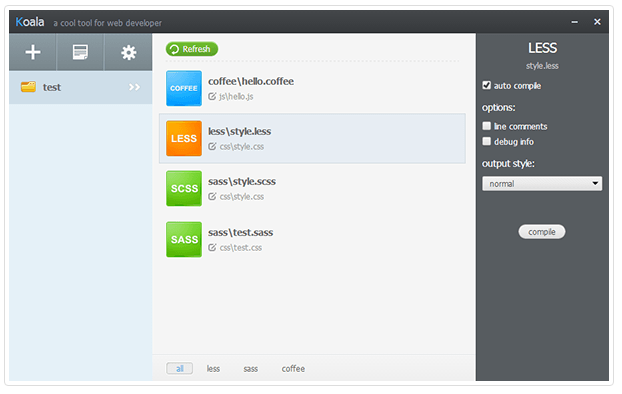 Koala a cool tool for web developer
test
Refresh
COFFEE
coffee\hello.coffee
js\hello.js
LESS
less\style.less
css\style.css
SCSS
sass\style.scss
css\style.css
SASS
sass\test.sass
css\test.css
all less sass coffee
LESS
style.less
auto compile
options:
line comments
debug info
output style:
normal
compile